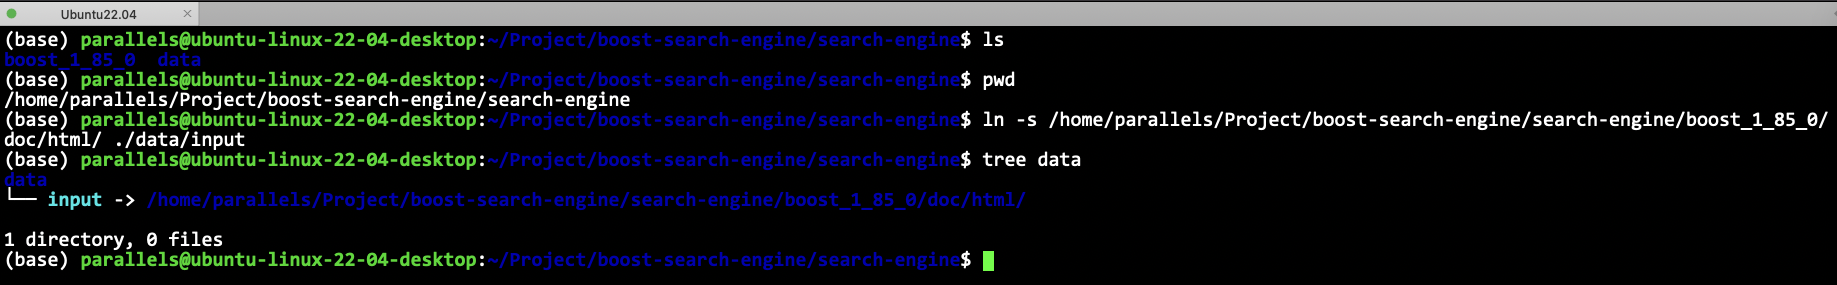 Ubuntu22.04
(base) parallels@ubuntu-linux-22-04-desktop:~/Project/boost-search-engine/search-engine$ ls
boost_1_85_0  data
(base) parallels@ubuntu-linux-22-04-desktop:~/Project/boost-search-engine/search-engine$ pwd
/home/parallels/Project/boost-search-engine/search-engine
(base) parallels@ubuntu-linux-22-04-desktop:~/Project/boost-search-engine/search-engine$ ln -s /home/parallels/Project/boost-search-engine/search-engine/boost_1_85_0/
doc/html/ ./data/input
(base) parallels@ubuntu-linux-22-04-desktop:~/Project/boost-search-engine/search-engine$ tree data
data
└── input -> /home/parallels/Project/boost-search-engine/search-engine/boost_1_85_0/doc/html/
1 directory, 0 files
(base) parallels@ubuntu-linux-22-04-desktop:~/Project/boost-search-engine/search-engine$